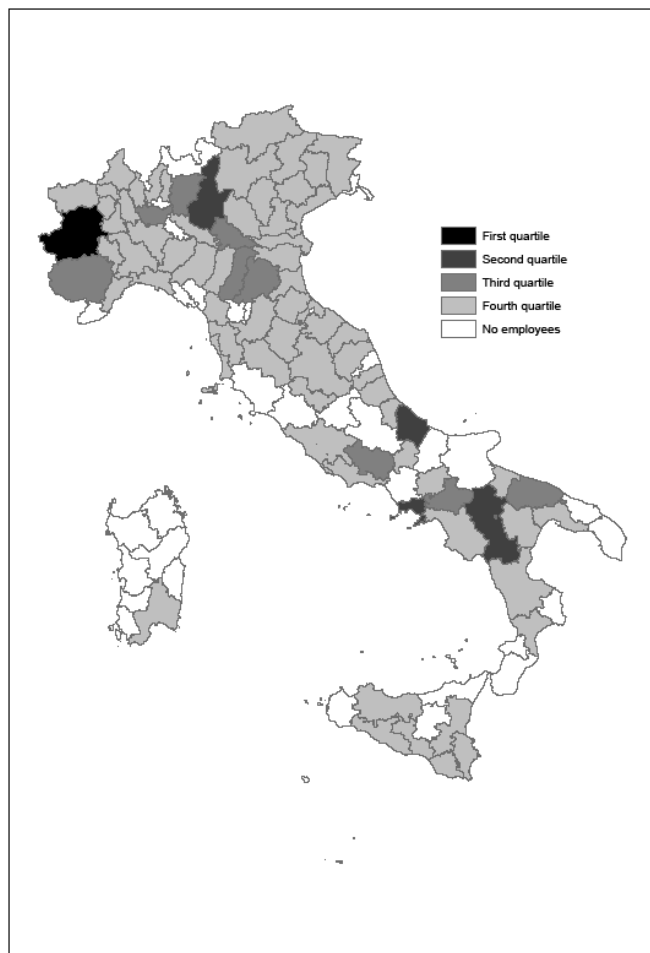 First quartile
Second quartile
Third quartile
Fourth quartile
No employees